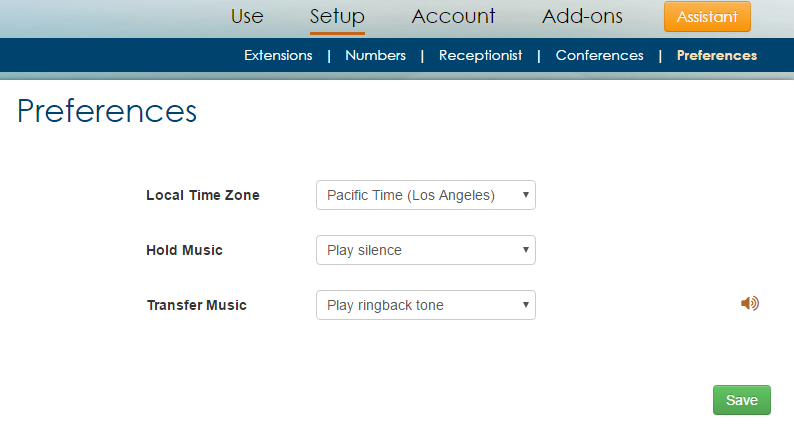 Use Setup Account Add-ons Assistant
Extensions | Numbers | Receptionist | Conferences | Preferences
Preferences
Local Time Zone Pacific Time (Los Angeles)
Hold Music Play silence
Transfer Music Play ringback tone
Save